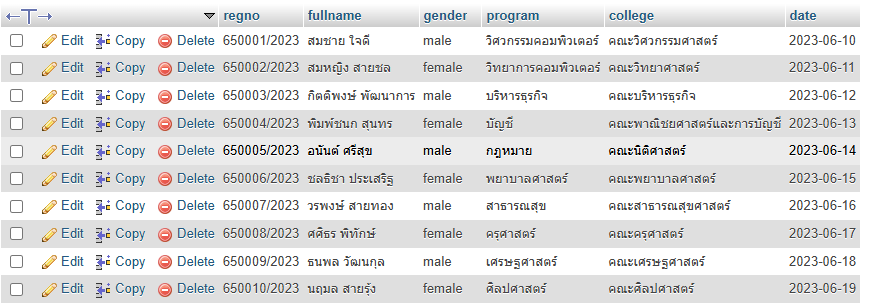 regno fullname gender program college date
Edit Copy Delete 650001/2023 สมชาย ใจดี male วิศวกรรมคอมพิวเตอร์ คณะวิศวกรรมศาสตร์ 2023-06-10
Edit Copy Delete 650002/2023 สมหญิง สายชล female วิทยาการคอมพิวเตอร์ คณะวิทยาศาสตร์ 2023-06-11
Edit Copy Delete 650003/2023 กิตติพงษ์ พัฒนาการ male บริหารธุรกิจ คณะบริหารธุรกิจ 2023-06-12
Edit Copy Delete 650004/2023 พิมพ์ชนก สุนทร female บัญชี คณะพาณิชยศาสตร์และการบัญชี 2023-06-13
Edit Copy Delete 650005/2023 อนันต์ ศรีสุข male กฎหมาย คณะนิติศาสตร์ 2023-06-14
Edit Copy Delete 650006/2023 ชลธิชา ประเสริฐ female พยาบาลศาสตร์ คณะพยาบาลศาสตร์ 2023-06-15
Edit Copy Delete 650007/2023 วรพงษ์ สายทอง male สาธารณสุข คณะสาธารณสุขศาสตร์ 2023-06-16
Edit Copy Delete 650008/2023 ศศิธร พิทักษ์ female ครุศาสตร์ คณะครุศาสตร์ 2023-06-17
Edit Copy Delete 650009/2023 ธนพล วัฒนกุล male เศรษฐศาสตร์ คณะเศรษฐศาสตร์ 2023-06-18
Edit Copy Delete 650010/2023 นฤมล สายรุ้ง female ศิลปศาสตร์ คณะศิลปศาสตร์ 2023-06-19